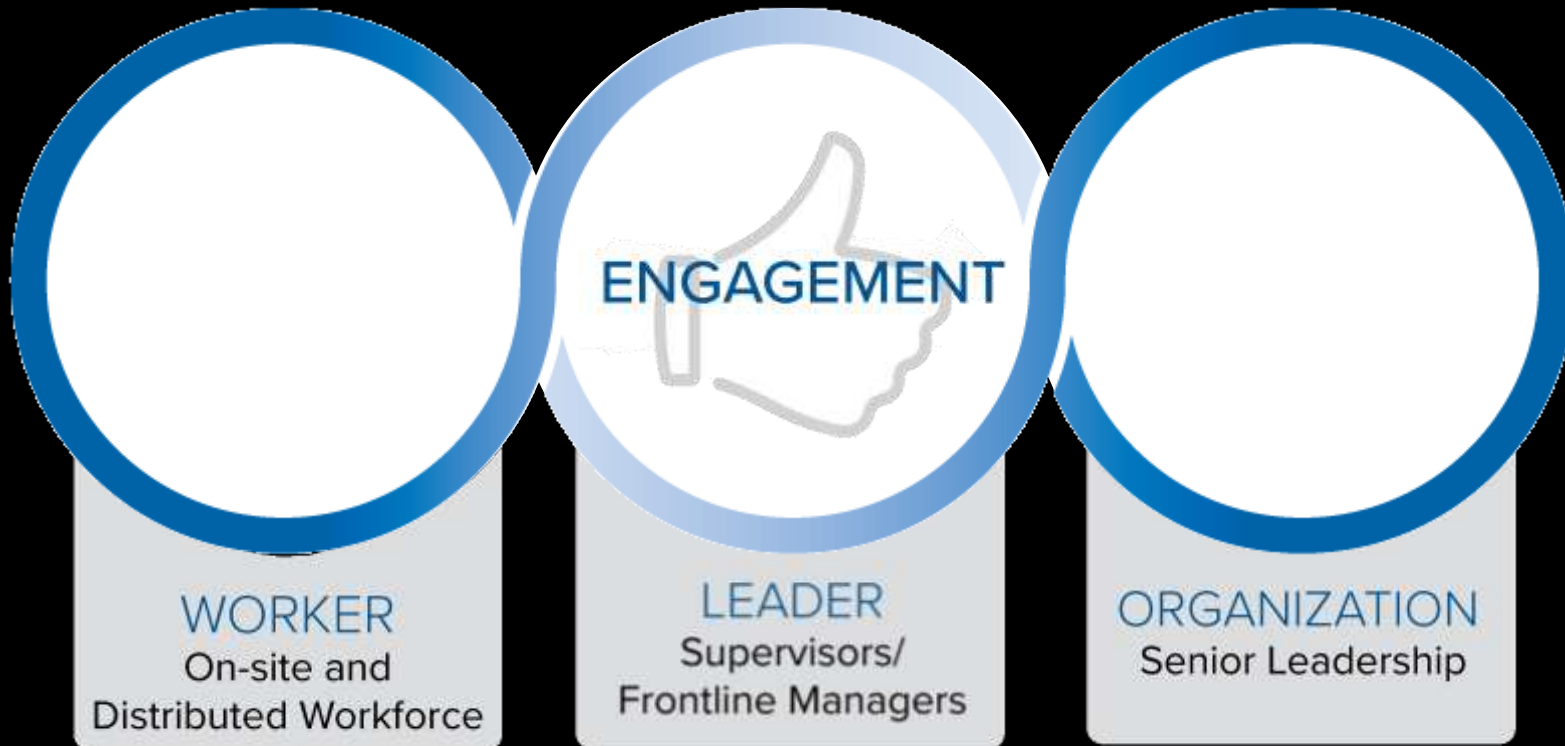 ENGAGEMENT
WORKER
On-site and
Distributed Workforce
LEADER
Supervisors/
Frontline Managers
ORGANIZATION
Senior Leadership